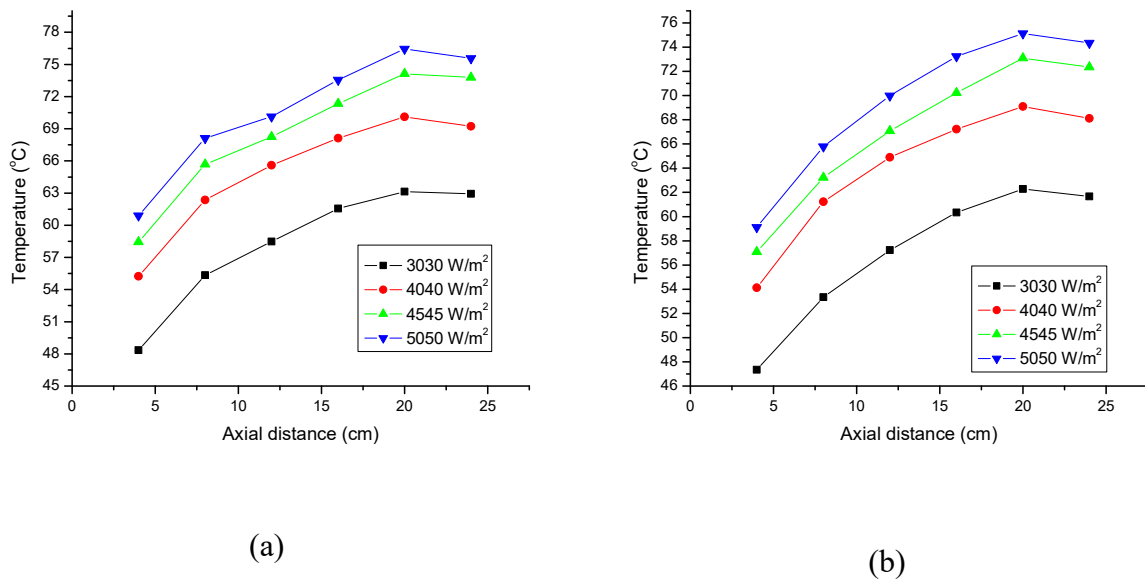 78
75
72
69
66
63
60
57
54
51
48
45
Temperature (°C)
0
5
10
15
20
25
Axial distance (cm)
3030 W/m²
4040 W/m²
4545 W/m²
5050 W/m²
(a)
76
74
72
70
68
66
64
62
60
58
56
54
52
50
48
46
Temperature (°C)
0
5
10
15
20
25
Axial distance (cm)
3030 W/m²
4040 W/m²
4545 W/m²
5050 W/m²
(b)